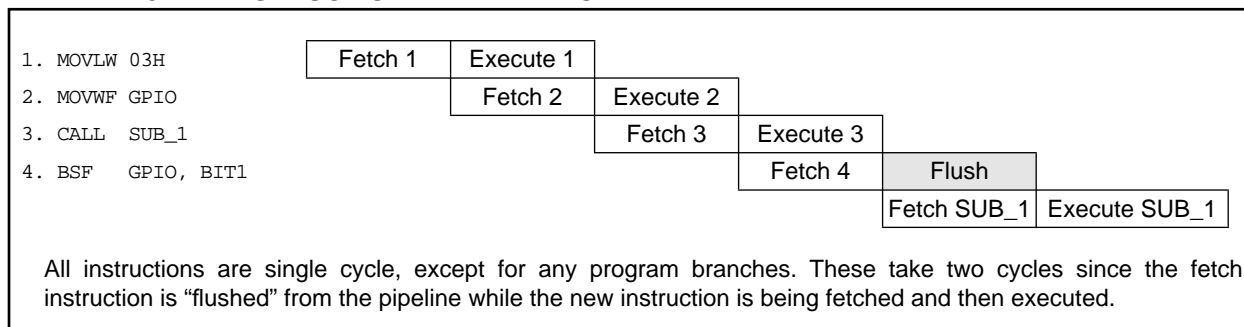 1. MOVLW 03H Fetch 1 Execute 1
2. MOVWF GPIO Fetch 2 Execute 2
3. CALL SUB_1 Fetch 3 Execute 3
4. BSF GPIO, BIT1 Fetch 4 Flush
Fetch SUB_1 Execute SUB_1
All instructions are single cycle, except for any program branches. These take two cycles since the fetch
instruction is “flushed” from the pipeline while the new instruction is being fetched and then executed.